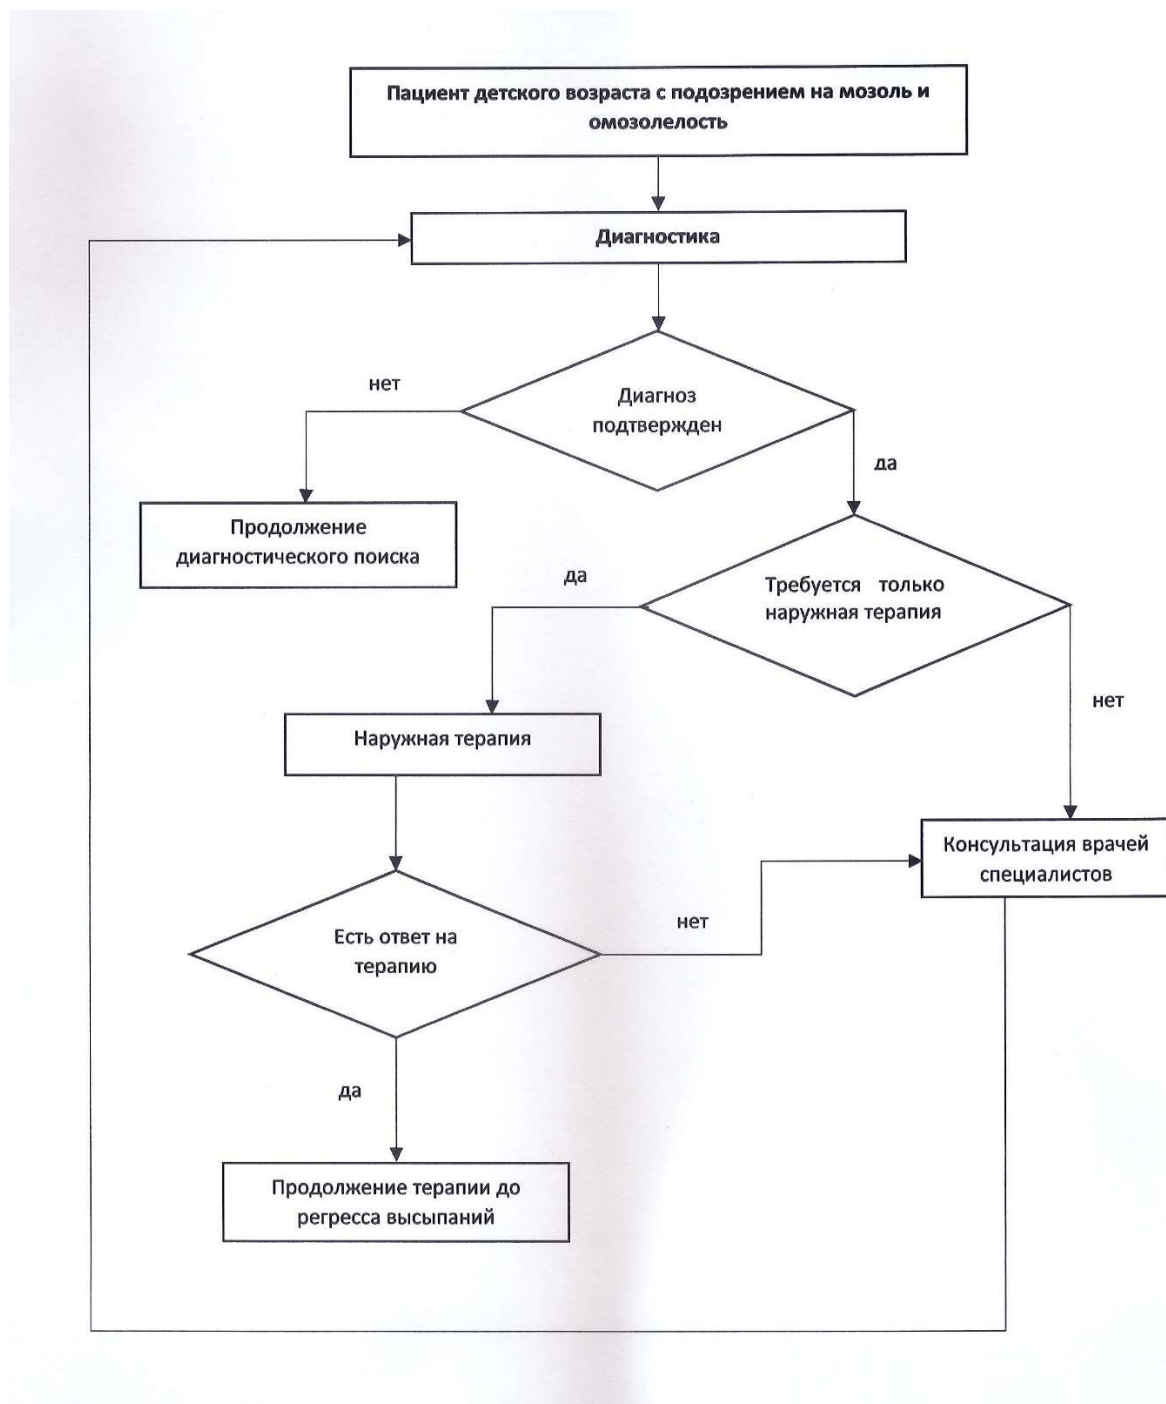 Пациент детского возраста с подозрением на мозоль и
омозолелость
Диагностика
нет
Диагноз
подтвержден
да
Продолжение
диагностического поиска
да
Требуется только
наружная терапия
нет
Наружная терапия
Консультация врачей
специалистов
Есть ответ на
терапию
нет
да
Продолжение терапии до
регресса высыпаний